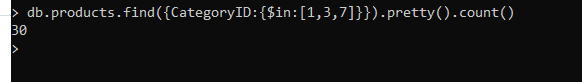 > db.products.find({CategoryID:{$in:[1,3,7]}}).pretty().count()
30
>